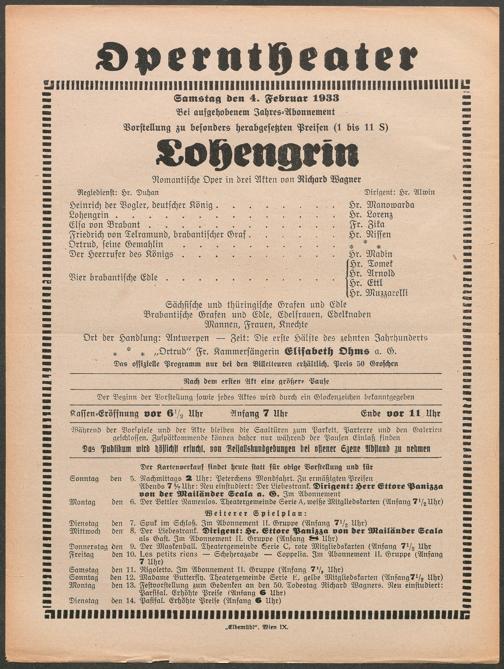 Operntheater
Samstag den 4. Februar 1933
Bei aufgehobenem Jahres-Abonnement
Vorstellung zu besonders herabgesetzten Preisen (1 bis 11 S)
Lohengrin
Romantische Oper in drei Akten von Richard Wagner
Regiedienst: Hr. Duhan Dirigent: Hr. Alwin
Heinrich der Vogler, deutscher König . . . . . . . Hr. Manowarda
Lohengrin . . . . . . . . . . . . Hr. Lorenz
Elsa von Brabant . . . . . . . . . . Fr. Zika
Friedrich von Telramund, brabantischer Graf . . . . . Hr. Nissen
Ortrud, seine Gemahlin . . . . . . . . . * * *
Der Heerrufer des Königs . . . . . . . . . Hr. Madin
Vier brabantische Edle . . . . . . . . . Hr. Tomek
Hr. Arnold
Hr. Ettl
Hr. Muzzarelli
Sächsische und thüringische Grafen und Edle
Brabantische Grafen und Edle, Edelfrauen, Edelknaben
Mannen, Frauen, Knechte
Ort der Handlung: Antwerpen — Zeit: Die erste Hälfte des zehnten Jahrhunderts
* * * „Ortrud" Fr. Kammersängerin Elisabeth Ohms a. G.
Das offizielle Programm nur bei den Billetteuren erhältlich. Preis 50 Groschen
Nach dem ersten Akt eine größere Pause
Der Beginn der Vorstellung sowie jedes Aktes wird durch ein Glockenzeichen bekanntgegeben
Kassen-Eröffnung vor 6½ Uhr Anfang 7 Uhr Ende vor 11 Uhr
Während der Vorspiele und der Akte bleiben die Saaltüren zum Parkett, Parterre und den Galerien
geschlossen. Zuspätkommende können daher nur während der Pausen Einlaß finden
Das Publikum wird höflichst ersucht, von Beifallskundgebungen bei offener Szene Abstand zu nehmen
Der Kartenverkauf findet heute statt für obige Vorstellung und für
Sonntag den 5. Nachmittags 2 Uhr: Peterchens Mondfahrt. Zu ermäßigten Preisen
Abends 7½ Uhr: Neu einstudiert: Der Liebestrank. Dirigent: Herr Ettore Panizza
von der Mailänder Scala a. G. Im Abonnement
Montag den 6. Der Bettler Namenlos. Theatergemeinde Serie A, weiße Mitgliedskarten (Anfang 7½ Uhr)
Weiterer Spielplan:
Dienstag den 7. Spuk im Schloß. Im Abonnement II. Gruppe (Anfang 7½ Uhr)
Mittwoch den 8. Der Liebestrank. Dirigent: Hr. Ettore Panizza von der Mailänder Scala
als Gast. Im Abonnement II. Gruppe (Anfang 8 Uhr)
Donnerstag den 9. Der Maskenball. Theatergemeinde Serie C, rote Mitgliedskarten (Anfang 7½ Uhr)
Freitag den 10. Les petits riens — Scheherazade — Coppelia. Im Abonnement II. Gruppe (Anfang
7 Uhr)
Samstag den 11. Rigoletto. Im Abonnement II. Gruppe (Anfang 7½ Uhr)
Sonntag den 12. Madame Butterfly. Theatergemeinde Serie E, gelbe Mitgliedskarten (Anfang 7½ Uhr)
Montag den 13. Festvorstellung zum Gedenken an den 50. Todestag Richard Wagners. Neu einstudiert:
Parsifal. Erhöhte Preise (Anfang 6 Uhr)
Dienstag den 14. Parsifal. Erhöhte Preise (Anfang 6 Uhr)
„Elbemühl", Wien IX.